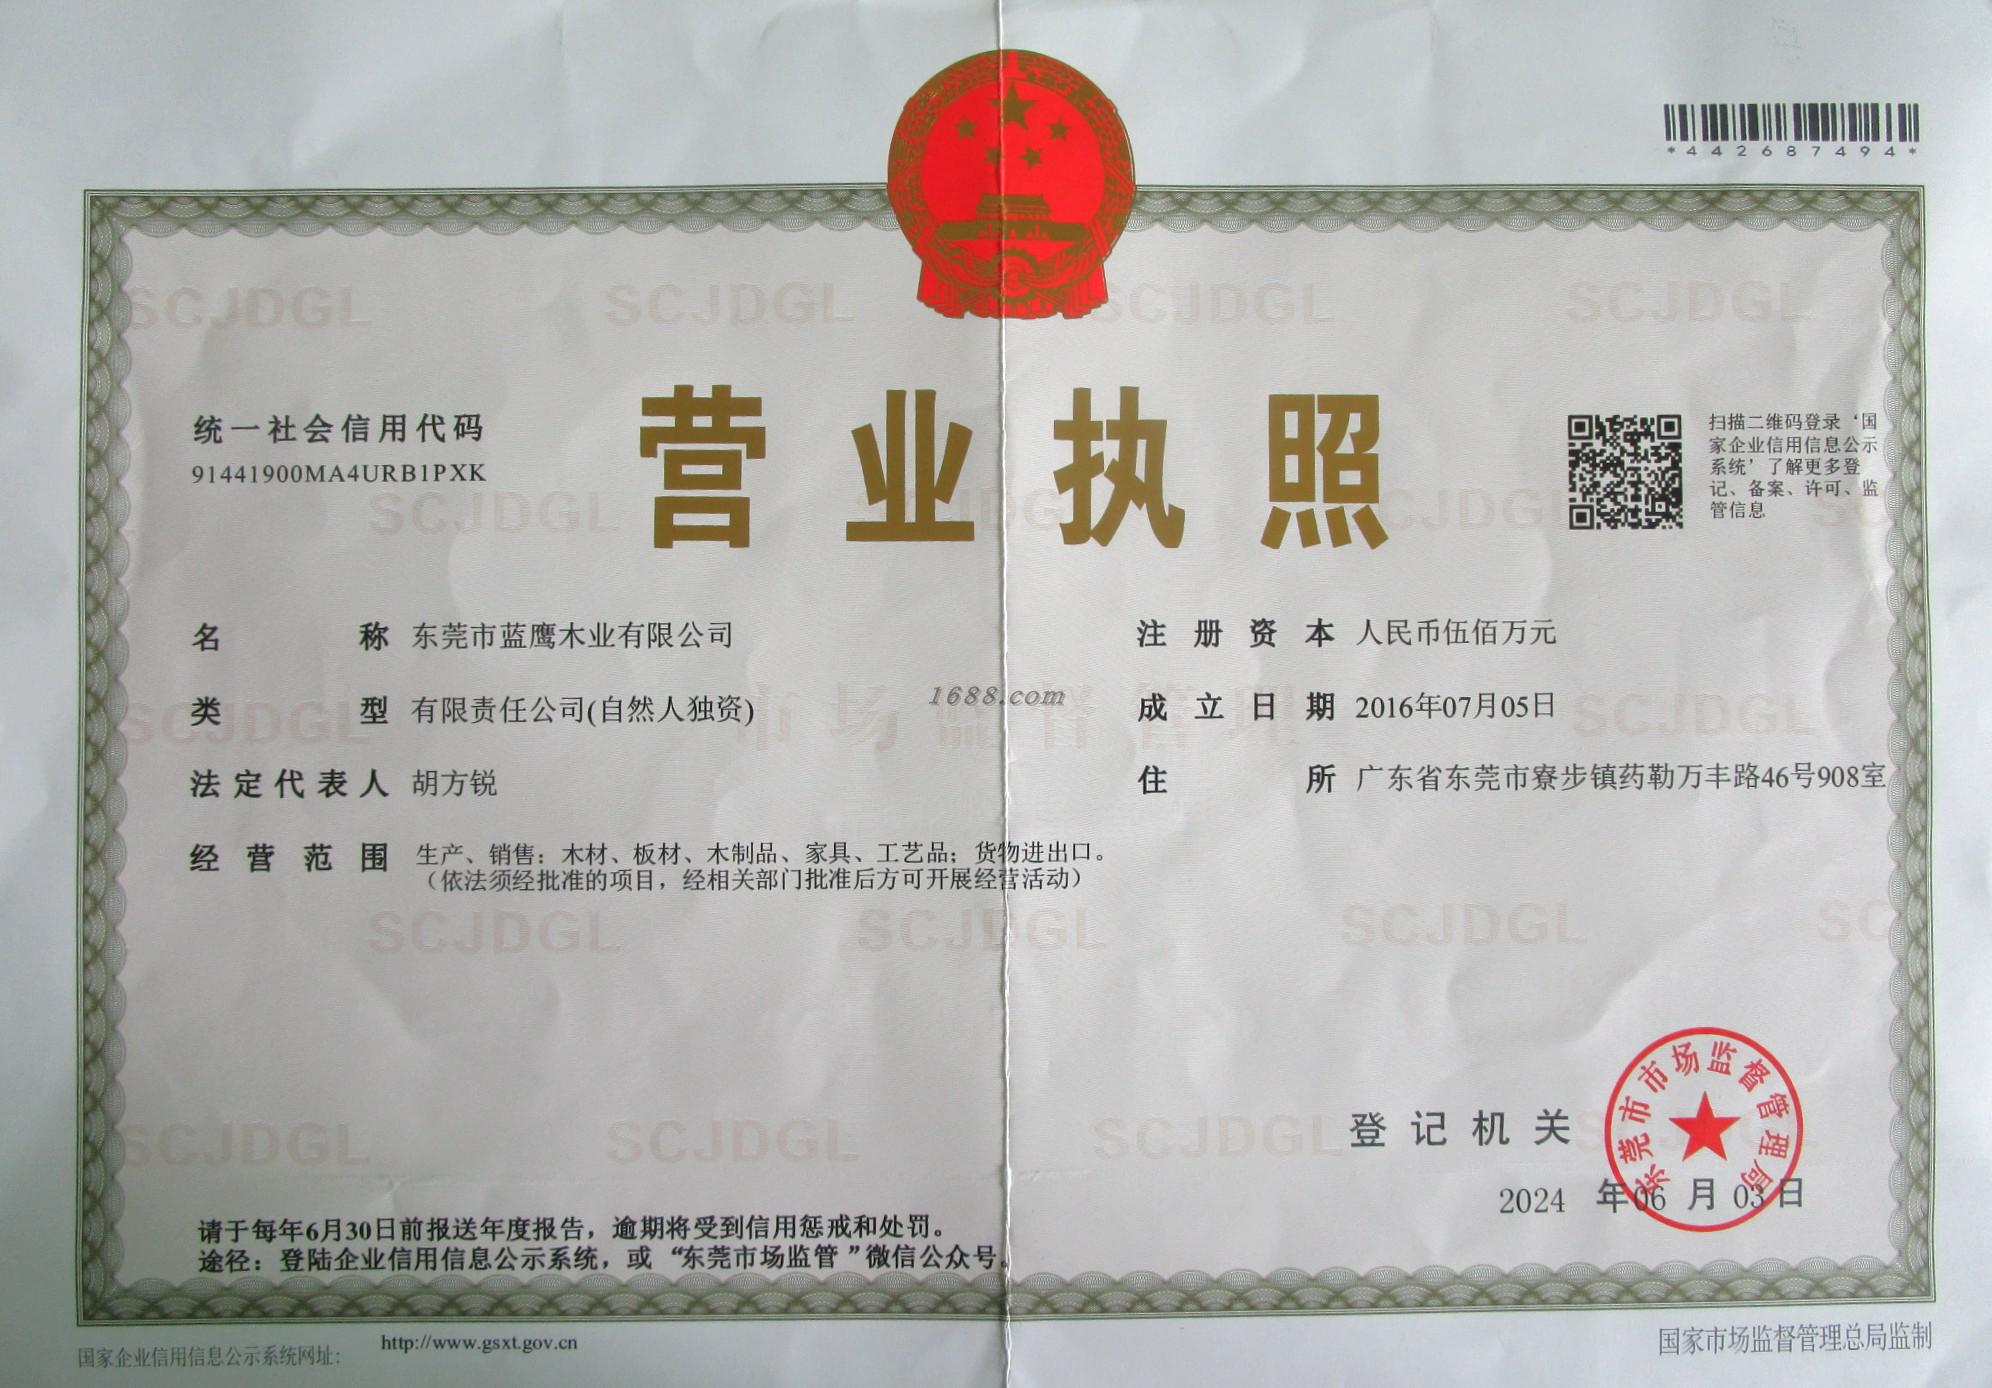 *442687494*
统一社会信用代码
91441900MA4URB1PXK
营业执照
扫描二维码登录‘国
家企业信用信息公示
系统’了解更多登
记、备案、许可、监
管信息
名称 东莞市蓝鹰木业有限公司
类型 有限责任公司(自然人独资)
法定代表人 胡方锐
经营范围 生产、销售：木材、板材、木制品、家具、工艺品；货物进出口。
（依法须经批准的项目，经相关部门批准后方可开展经营活动）
注册资本 人民币伍佰万元
成立日期 2016年07月05日
住所 广东省东莞市寮步镇药勒万丰路46号908室
1688.com
市场监督管理
SCJDGL
登记机关
东莞市市场监督管理局
2024 年06 月 03日
请于每年6月30日前报送年度报告，逾期将受到信用惩戒和处罚。
途径：登陆企业信用信息公示系统，或“东莞市场监管”微信公众号。
国家企业信用信息公示系统网址： http://www.gsxt.gov.cn
国家市场监督管理总局监制